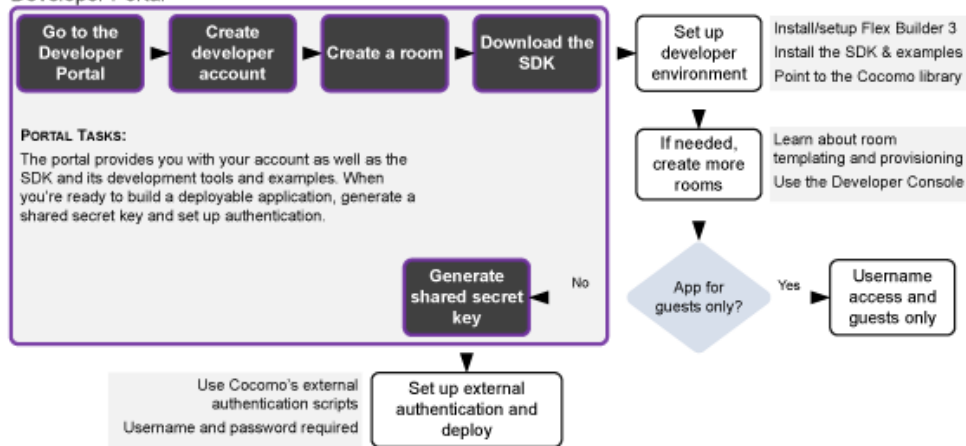 Developer Portal
Go to the
Developer
Portal
Create
developer
account
Create a room
Download the
SDK
Set up
developer
environment
Install/setup Flex Builder 3
Install the SDK & examples
Point to the Cocomo library
PORTAL TASKS:
The portal provides you with your account as well as the
SDK and its development tools and examples. When
you're ready to build a deployable application, generate a
shared secret key and set up authentication.
If needed,
create more
rooms
Learn about room
templating and provisioning
Use the Developer Console
Generate
shared secret
key
No
App for
guests only?
Yes
Username
access and
guests only
Use Cocomo's external
authentication scripts
Username and password required
Set up external
authentication and
deploy